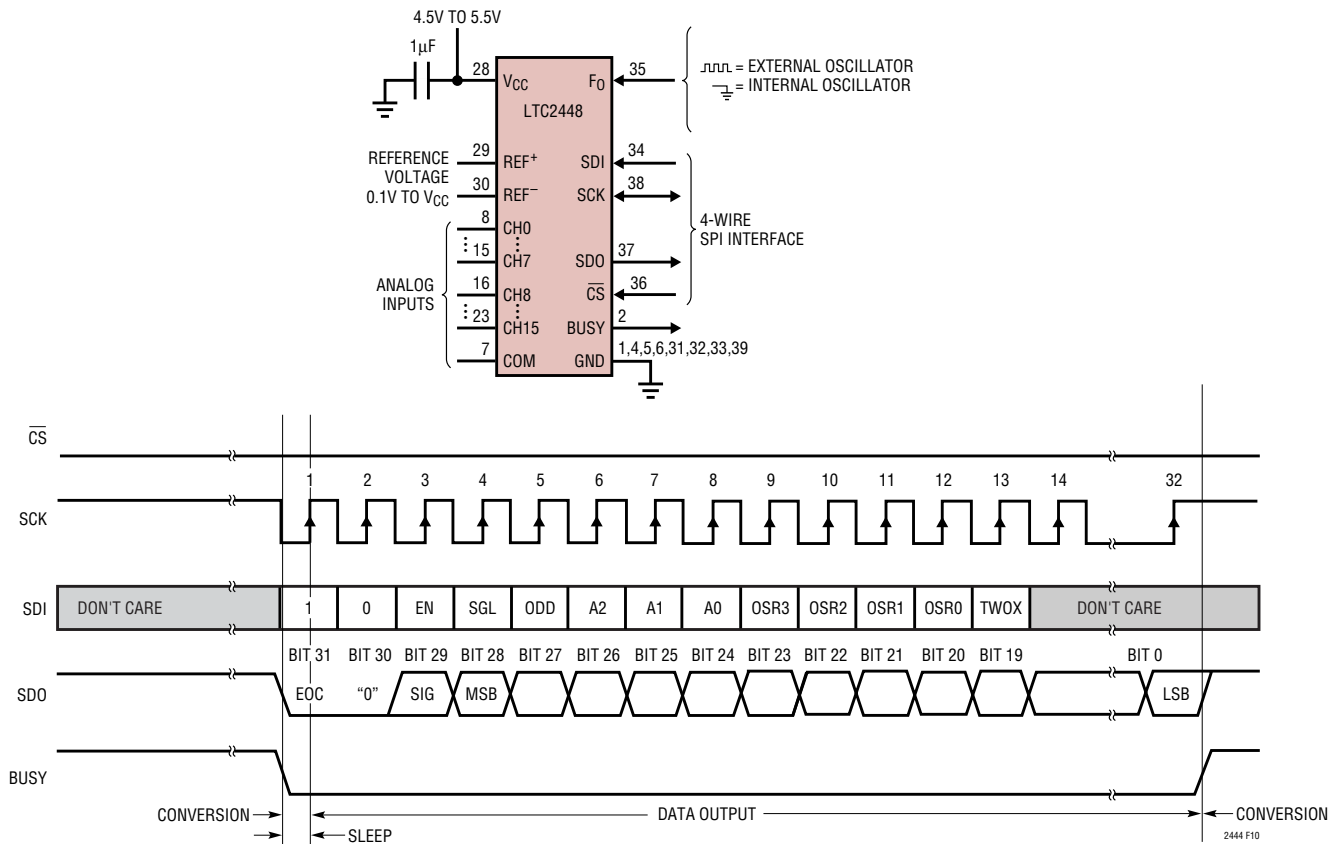 4.5V TO 5.5V
1µF
28
VCC
35
FO
= EXTERNAL OSCILLATOR
= INTERNAL OSCILLATOR
LTC2448
REFERENCE
VOLTAGE
0.1V TO VCC
29
REF+
30
REF−
34
SDI
38
SCK
4-WIRE
SPI INTERFACE
ANALOG
INPUTS
8
CH0
15
CH7
16
CH8
23
CH15
7
COM
37
SDO
36
CS
2
BUSY
1,4,5,6,31,32,33,39
GND
CS
1 2 3 4 5 6 7 8 9 10 11 12 13 14 32
SCK
SDI DON'T CARE 1 0 EN SGL ODD A2 A1 A0 OSR3 OSR2 OSR1 OSR0 TWOX DON'T CARE
BIT 31 BIT 30 BIT 29 BIT 28 BIT 27 BIT 26 BIT 25 BIT 24 BIT 23 BIT 22 BIT 21 BIT 20 BIT 19 BIT 0
SDO EOC “0” SIG MSB LSB
BUSY
CONVERSION DATA OUTPUT CONVERSION
SLEEP
2444 F10